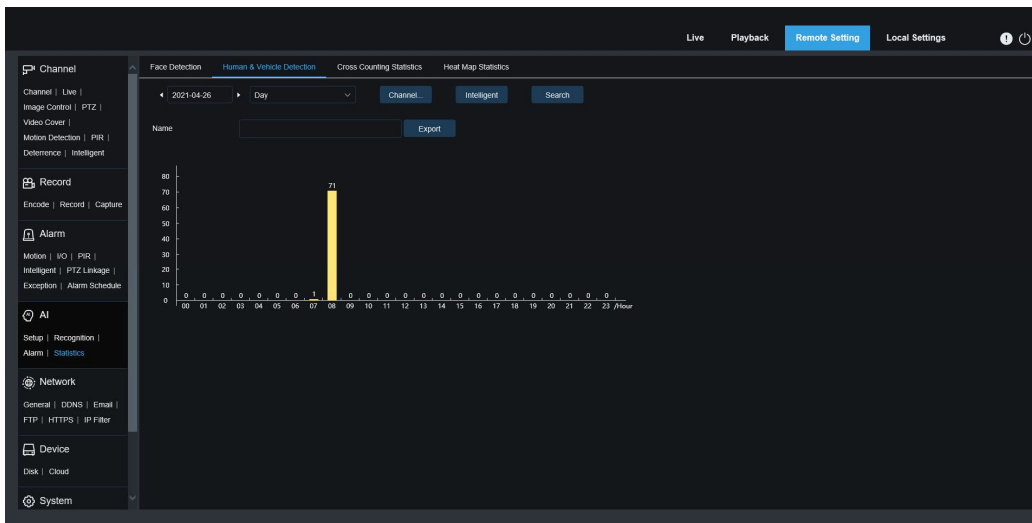 Live Playback Remote Setting Local Settings
Channel
Channel | Live |
Image Control | PTZ |
Video Cover |
Motion Detection | PIR |
Deterrence | Intelligent
Record
Encode | Record | Capture
Alarm
Motion | I/O | PIR |
Intelligent | PTZ Linkage |
Exception | Alarm Schedule
AI
Setup | Recognition |
Alarm | Statistics
Network
General | DDNS | Email |
FTP | HTTPS | IP Filter
Device
Disk | Cloud
System
Face Detection Human & Vehicle Detection Cross Counting Statistics Heat Map Statistics
2021-04-26 Day Channel... Intelligent Search
Name Export
80
70
60
50
40
30
20
10
0
0 0 0 0 0 0 0 1 71 0 0 0 0 0 0 0 0 0 0 0 0 0 0 0
00 01 02 03 04 05 06 07 08 09 10 11 12 13 14 15 16 17 18 19 20 21 22 23 /Hour